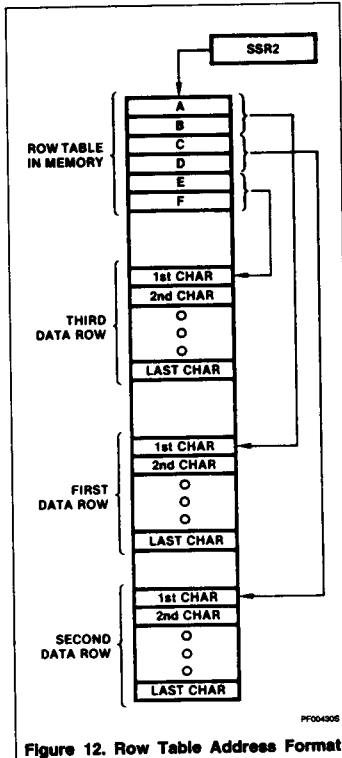 SSR2
A
B
C
D
E
F
ROW TABLE
IN MEMORY
1st CHAR
2nd CHAR
THIRD
DATA ROW
LAST CHAR
1st CHAR
2nd CHAR
FIRST
DATA ROW
LAST CHAR
1st CHAR
2nd CHAR
SECOND
DATA ROW
LAST CHAR
PF00430S
Figure 12. Row Table Address Format